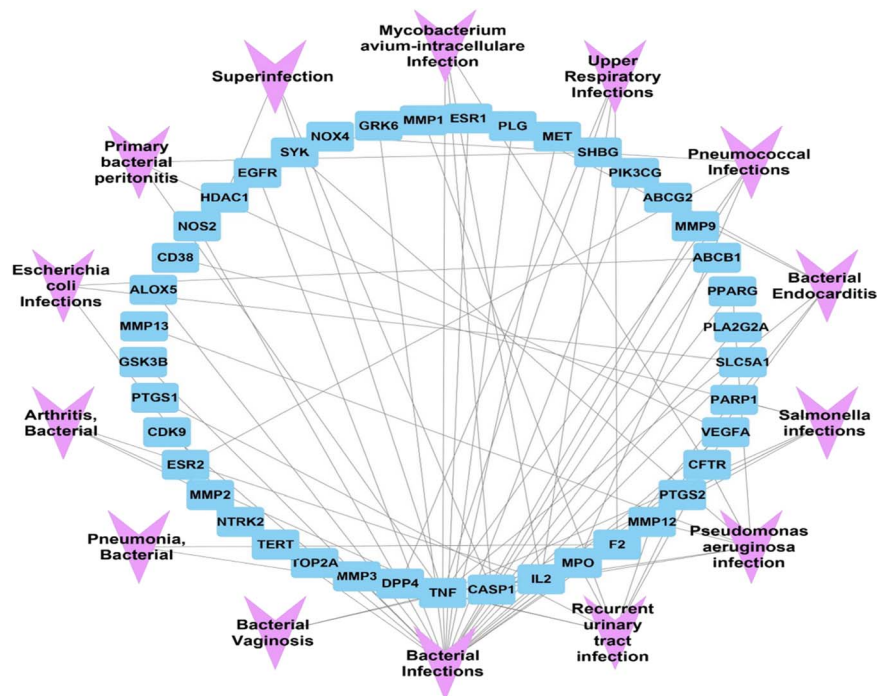 Mycobacterium
avium-intracellulare
Infection
Upper
Respiratory
Infections
Superinfection
Primary
bacterial
peritonitis
Pneumococcal
Infections
Escherichia
coli
Infections
Bacterial
Endocarditis
Arthritis,
Bacterial
Salmonella
infections
Pneumonia,
Bacterial
Pseudomonas
aeruginosa
infection
Bacterial
Vaginosis
Bacterial
Infections
Recurrent
urinary
tract
infection
MMP1
ESR1
GRK6
PLG
NOX4
MET
SYK
SHBG
EGFR
PIK3CG
HDAC1
ABCG2
NOS2
MMP9
CD38
ABCB1
ALOX5
PPARG
MMP13
PLA2G2A
GSK3B
SLC5A1
PTGS1
PARP1
CDK9
VEGFA
ESR2
CFTR
MMP2
PTGS2
NTRK2
MMP12
TERT
F2
TOP2A
MPO
MMP3
IL2
DPP4
CASP1
TNF